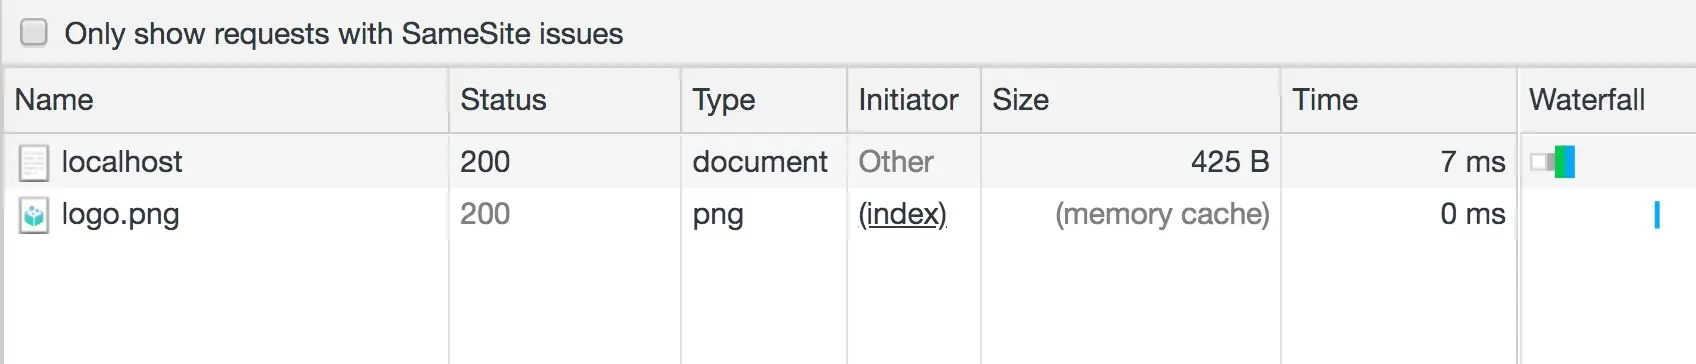 Only show requests with SameSite issues
Name Status Type Initiator Size Time Waterfall
localhost 200 document Other 425 B 7 ms
logo.png 200 png (index) (memory cache) 0 ms